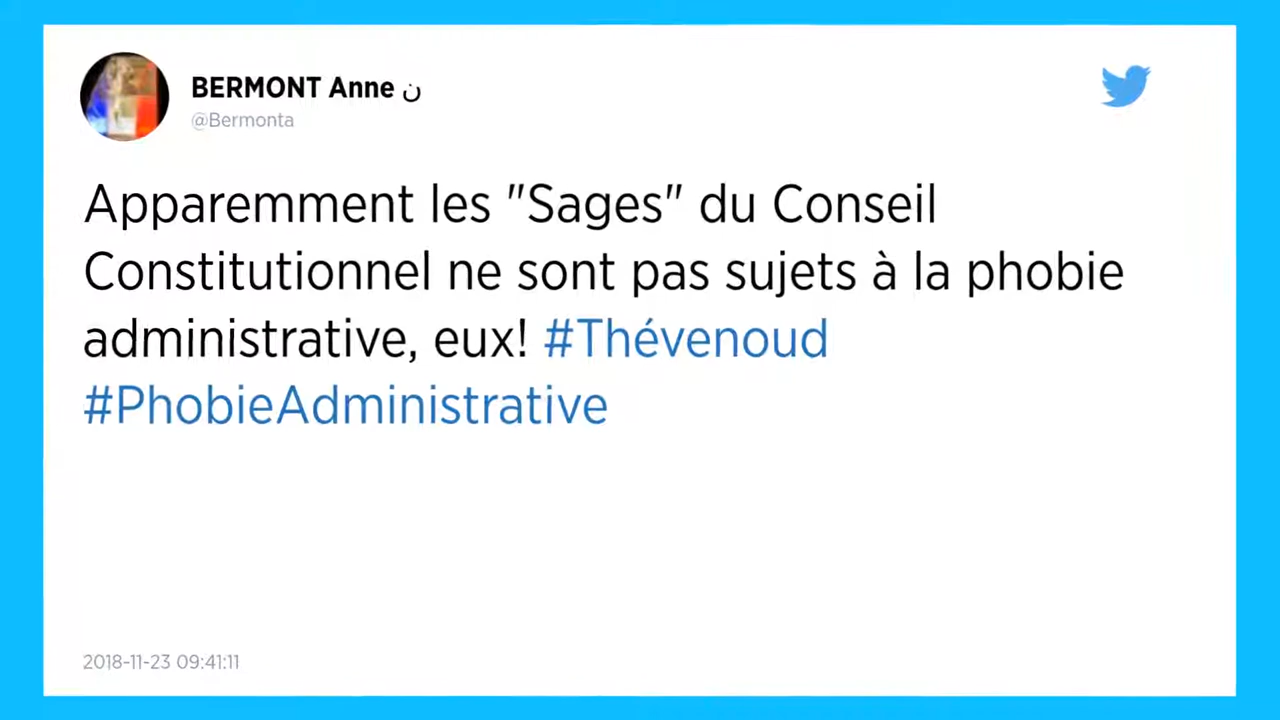 BERMONT Anne ن
@Bermonta
Apparemment les "Sages" du Conseil
Constitutionnel ne sont pas sujets à la phobie
administrative, eux! #Thévenoud
#PhobieAdministrative
2018-11-23 09:41:11